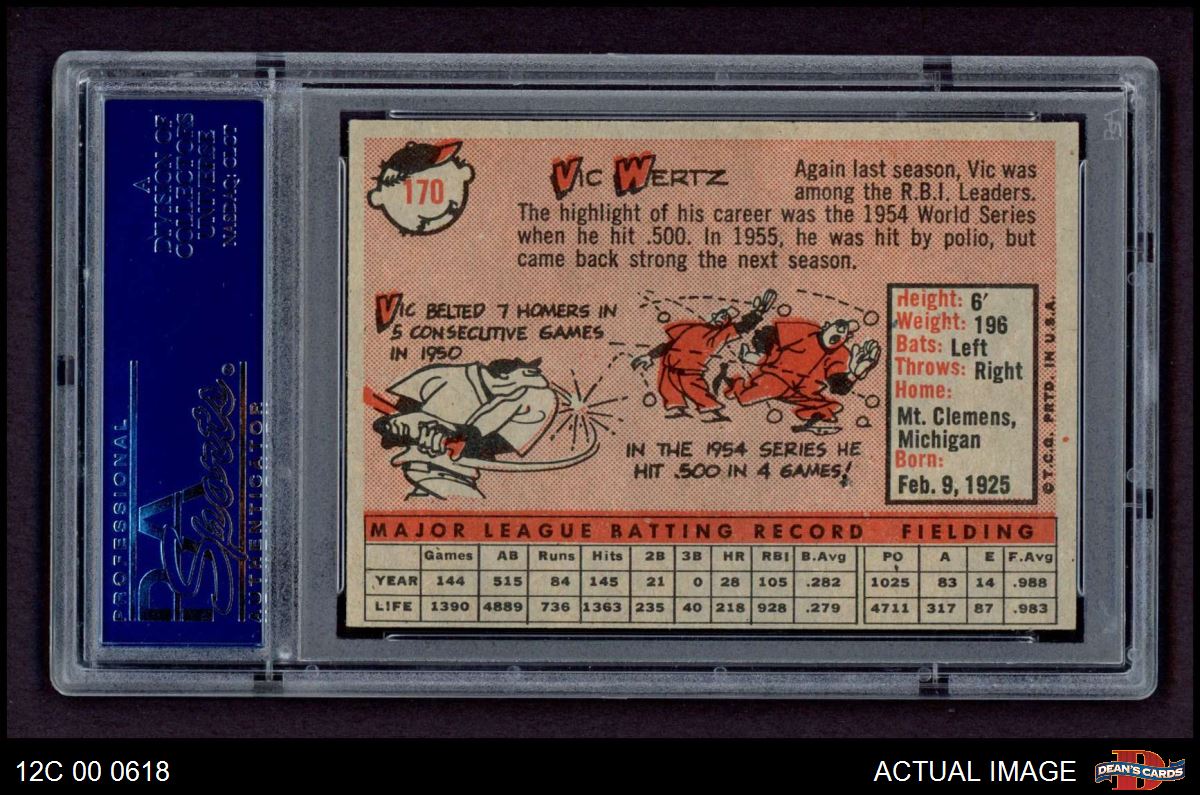 A
DIVISION OF
COLLECTORS
UNIVERSE
NASDAQ: CLCT
PROFESSIONAL
PSA
Sports
AUTHENTICATOR
170
VIC WERTZ
Again last season, Vic was
among the R.B.I. Leaders.
The highlight of his career was the 1954 World Series
when he hit .500. In 1955, he was hit by polio, but
came back strong the next season.
VIC BELTED 7 HOMERS IN
5 CONSECUTIVE GAMES
IN 1950
IN THE 1954 SERIES HE
HIT .500 IN 4 GAMES!
Height: 6′
Weight: 196
Bats: Left
Throws: Right
Home:
Mt. Clemens,
Michigan
Born:
Feb. 9, 1925
© T.C.G. PRTD. IN U.S.A.
MAJOR LEAGUE BATTING RECORD FIELDING
Games AB Runs Hits 2B 3B HR RBI B.Avg PO A E F.Avg
YEAR 144 515 84 145 21 0 28 105 .282 1025 83 14 .988
LIFE 1390 4889 736 1363 235 40 218 928 .279 4711 317 87 .983
12C 00 0618
ACTUAL IMAGE
D
DEAN'S CARDS